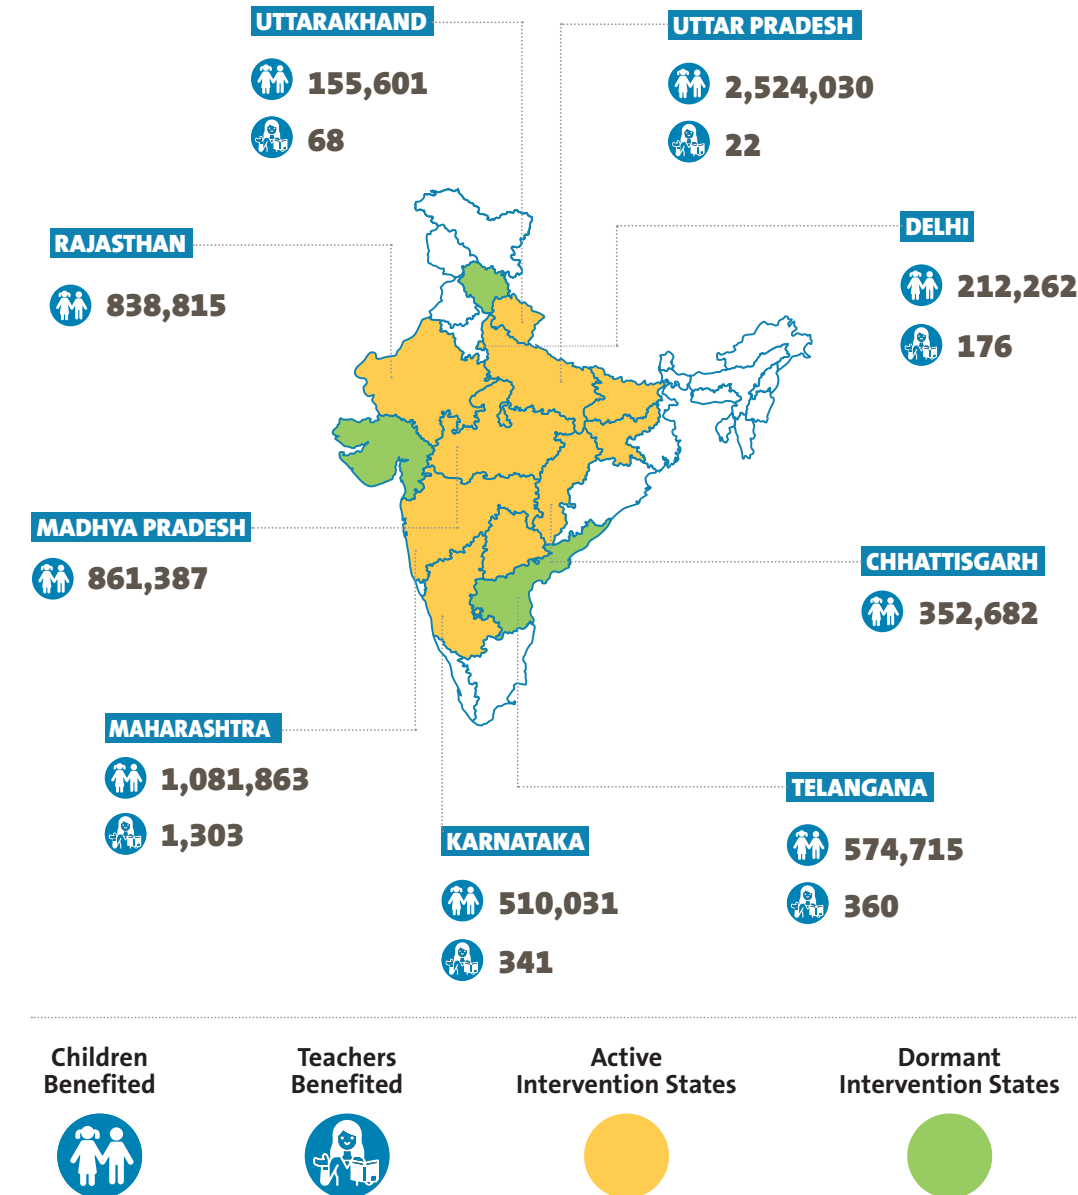 UTTARAKHAND
155,601
68
UTTAR PRADESH
2,524,030
22
RAJASTHAN
838,815
DELHI
212,262
176
MADHYA PRADESH
861,387
CHHATTISGARH
352,682
MAHARASHTRA
1,081,863
1,303
KARNATAKA
510,031
341
TELANGANA
574,715
360
Children
Benefited
Teachers
Benefited
Active
Intervention States
Dormant
Intervention States